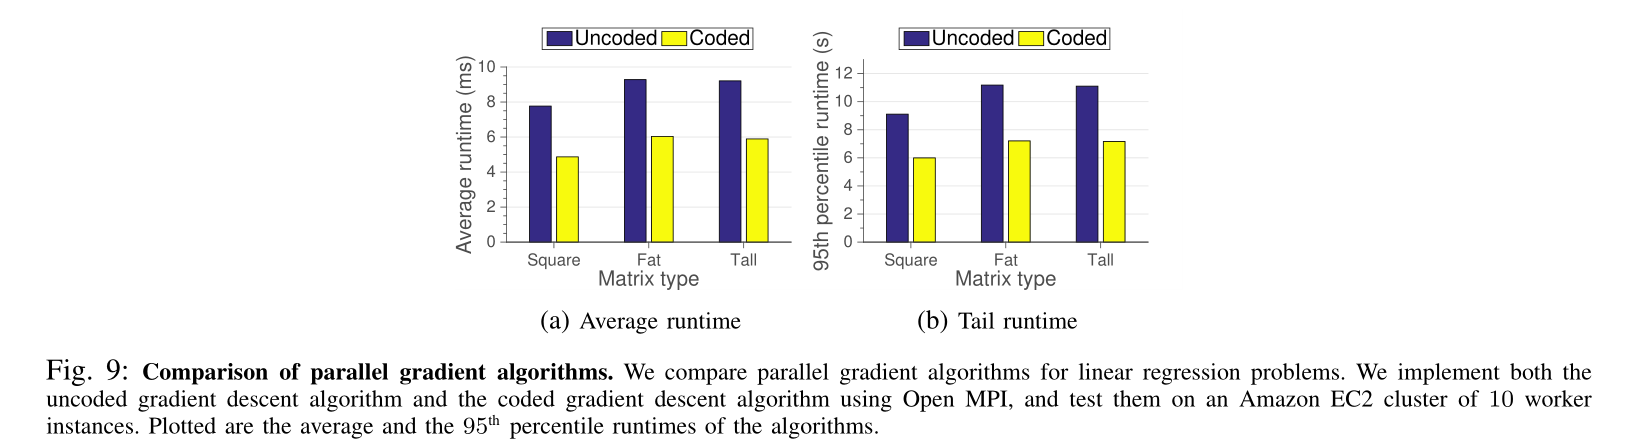 Uncoded Coded
Average runtime (ms)
10
8
6
4
2
0
Square Fat Tall
Matrix type
(a) Average runtime
Uncoded Coded
95th percentile runtime (s)
12
10
8
6
4
2
0
Square Fat Tall
Matrix type
(b) Tail runtime
Fig. 9: Comparison of parallel gradient algorithms. We compare parallel gradient algorithms for linear regression problems. We implement both the
uncoded gradient descent algorithm and the coded gradient descent algorithm using Open MPI, and test them on an Amazon EC2 cluster of 10 worker
instances. Plotted are the average and the 95th percentile runtimes of the algorithms.